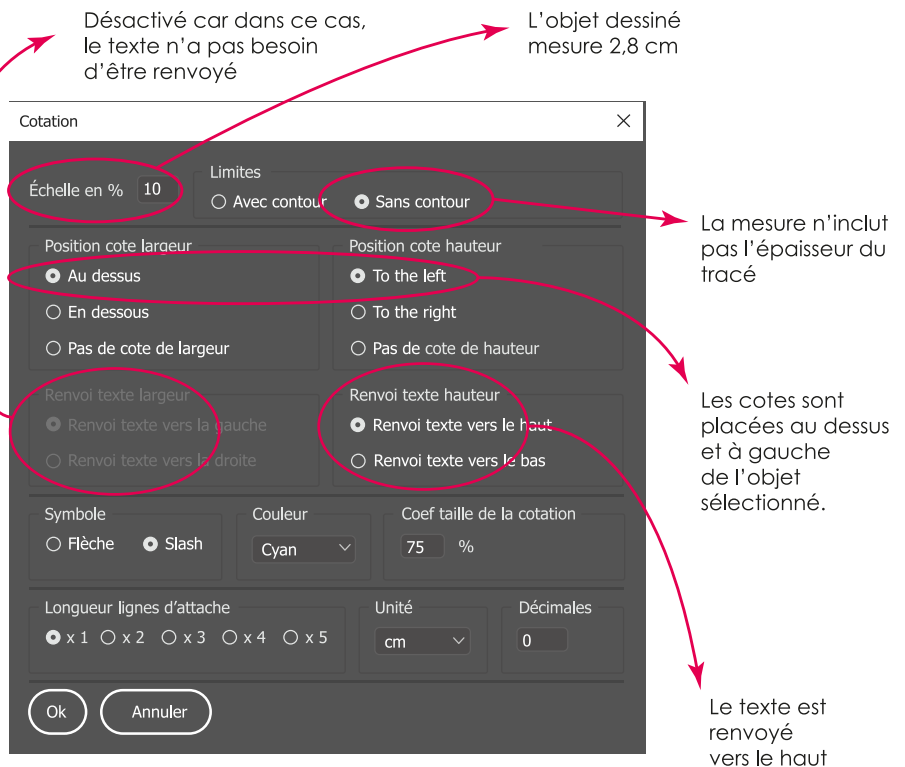 Désactivé car dans ce cas,
le texte n'a pas besoin
d'être renvoyé
L'objet dessiné
mesure 2,8 cm
Cotation
Échelle en % 10
Limites
Avec contour Sans contour
La mesure n'inclut
pas l'épaisseur du
tracé
Position cote largeur
Au dessus
En dessous
Pas de cote de largeur
Position cote hauteur
To the left
To the right
Pas de cote de hauteur
Renvoi texte largeur
Renvoi texte vers la gauche
Renvoi texte vers la droite
Renvoi texte hauteur
Renvoi texte vers le haut
Renvoi texte vers le bas
Les cotes sont
placées au dessus
et à gauche
de l'objet
sélectionné.
Symbole
Flèche Slash
Couleur
Cyan
Coef taille de la cotation
75 %
Longueur lignes d'attache
x 1 x 2 x 3 x 4 x 5
Unité
cm
Décimales
0
Ok Annuler
Le texte est
renvoyé
vers le haut